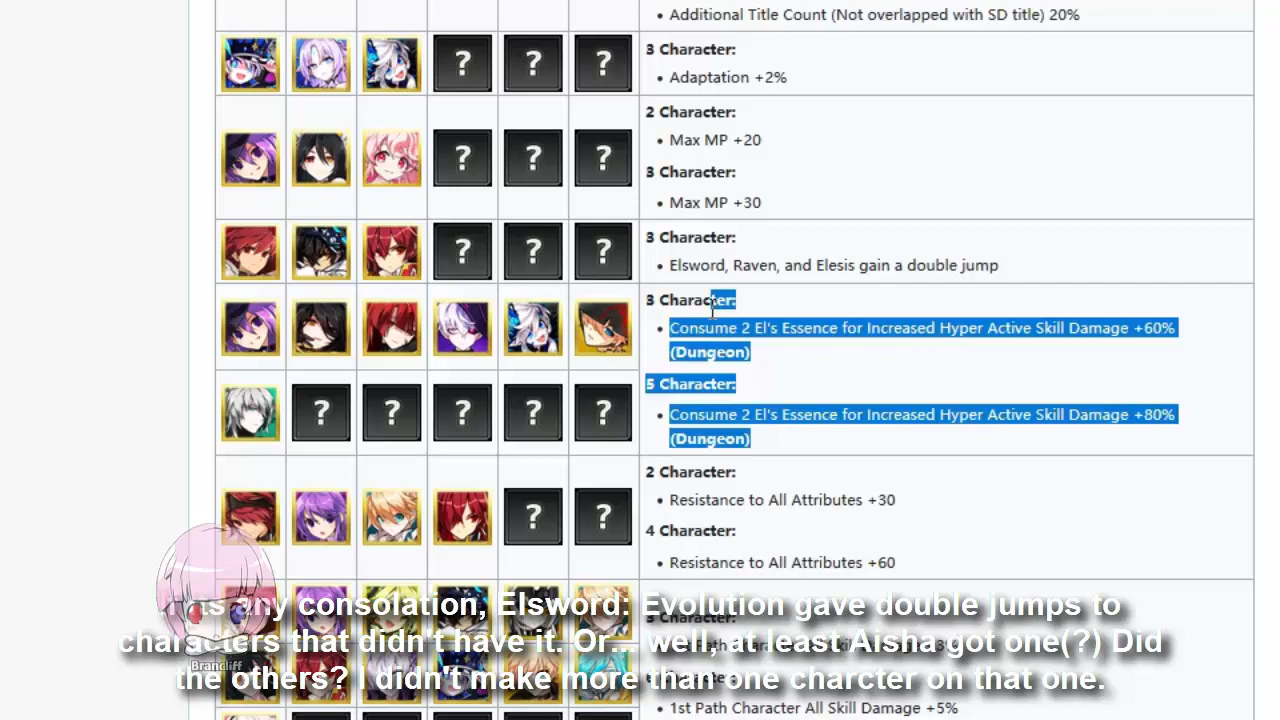 • Additional Title Count (Not overlapped with SD title) 20%
3 Character:
• Adaptation +2%
? ? ?
2 Character:
• Max MP +20
? ? ?
3 Character:
• Max MP +30
3 Character:
? ? ?
• Elsword, Raven, and Elesis gain a double jump
3 Character:
• Consume 2 El's Essence for Increased Hyper Active Skill Damage +60%
(Dungeon)
5 Character:
? ? ? ? ?
• Consume 2 El's Essence for Increased Hyper Active Skill Damage +80%
(Dungeon)
2 Character:
• Resistance to All Attributes +30
? ?
4 Character:
• Resistance to All Attributes +60
any consolation, Elsword: Evolution gave double jumps to
characters that didn't have it. Or... well, at least Aisha got one(?) Did
the others? I didn't make more than one charcter on that one.
Brandliff
• 1st Path Character All Skill Damage +5%